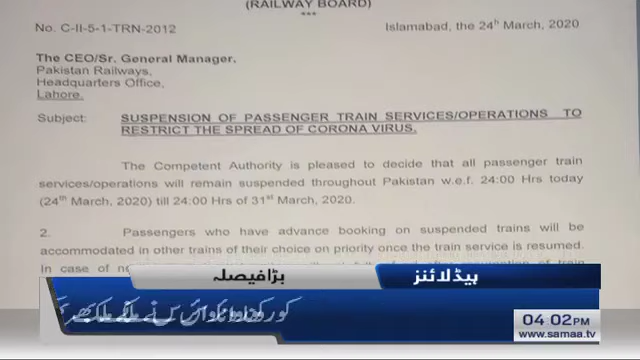 (RAILWAY BOARD)
***
No. C-II-5-1-TRN-2012
Islamabad, the 24th March, 2020
The CEO/Sr. General Manager,
Pakistan Railways,
Headquarters Office,
Lahore.
Subject: SUSPENSION OF PASSENGER TRAIN SERVICES/OPERATIONS TO
RESTRICT THE SPREAD OF CORONA VIRUS.
The Competent Authority is pleased to decide that all passenger train
services/operations will remain suspended throughout Pakistan w.e.f. 24:00 Hrs today
(24th March, 2020) till 24:00 Hrs of 31st March, 2020.
2. Passengers who have advance booking on suspended trains will be
accommodated in other trains of their choice on priority once the train service is resumed.
In case of
ہیڈلائنز
بڑا فیصلہ
04:02PM
www.samaa.tv